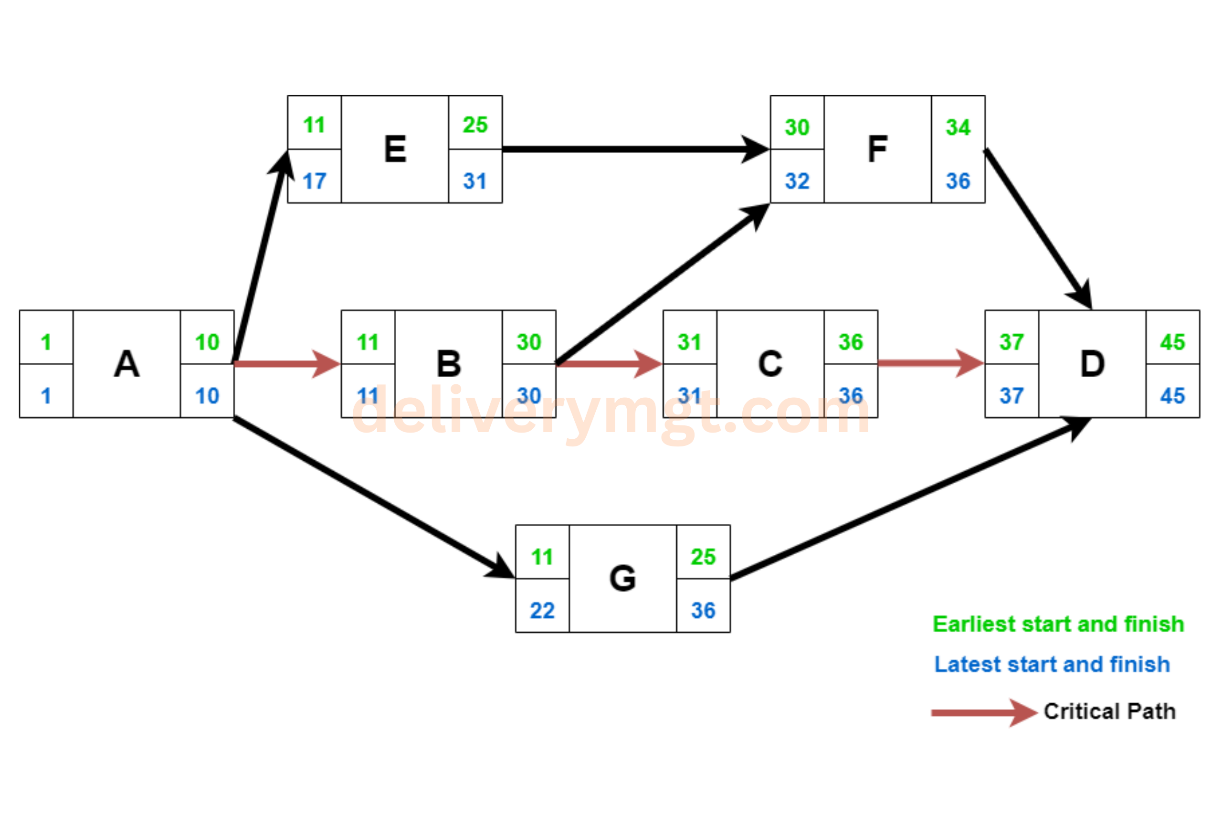 11 E 25
17 31
30 F 34
32 36
1 A 10
1 10
11 B 30
11 30
31 C 36
31 36
37 D 45
37 45
deliverymgt.com
11 G 25
22 36
Earliest start and finish
Latest start and finish
Critical Path